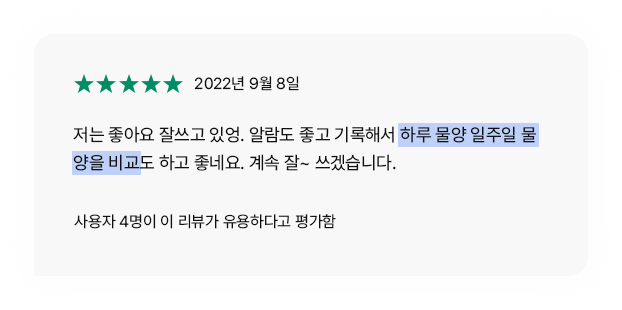 ★★★★★ 2022년 9월 8일
저는 좋아요 잘쓰고 있엉. 알람도 좋고 기록해서 하루 물양 일주일 물
양을 비교도 하고 좋네요. 계속 잘~ 쓰겠습니다.
사용자 4명이 이 리뷰가 유용하다고 평가함